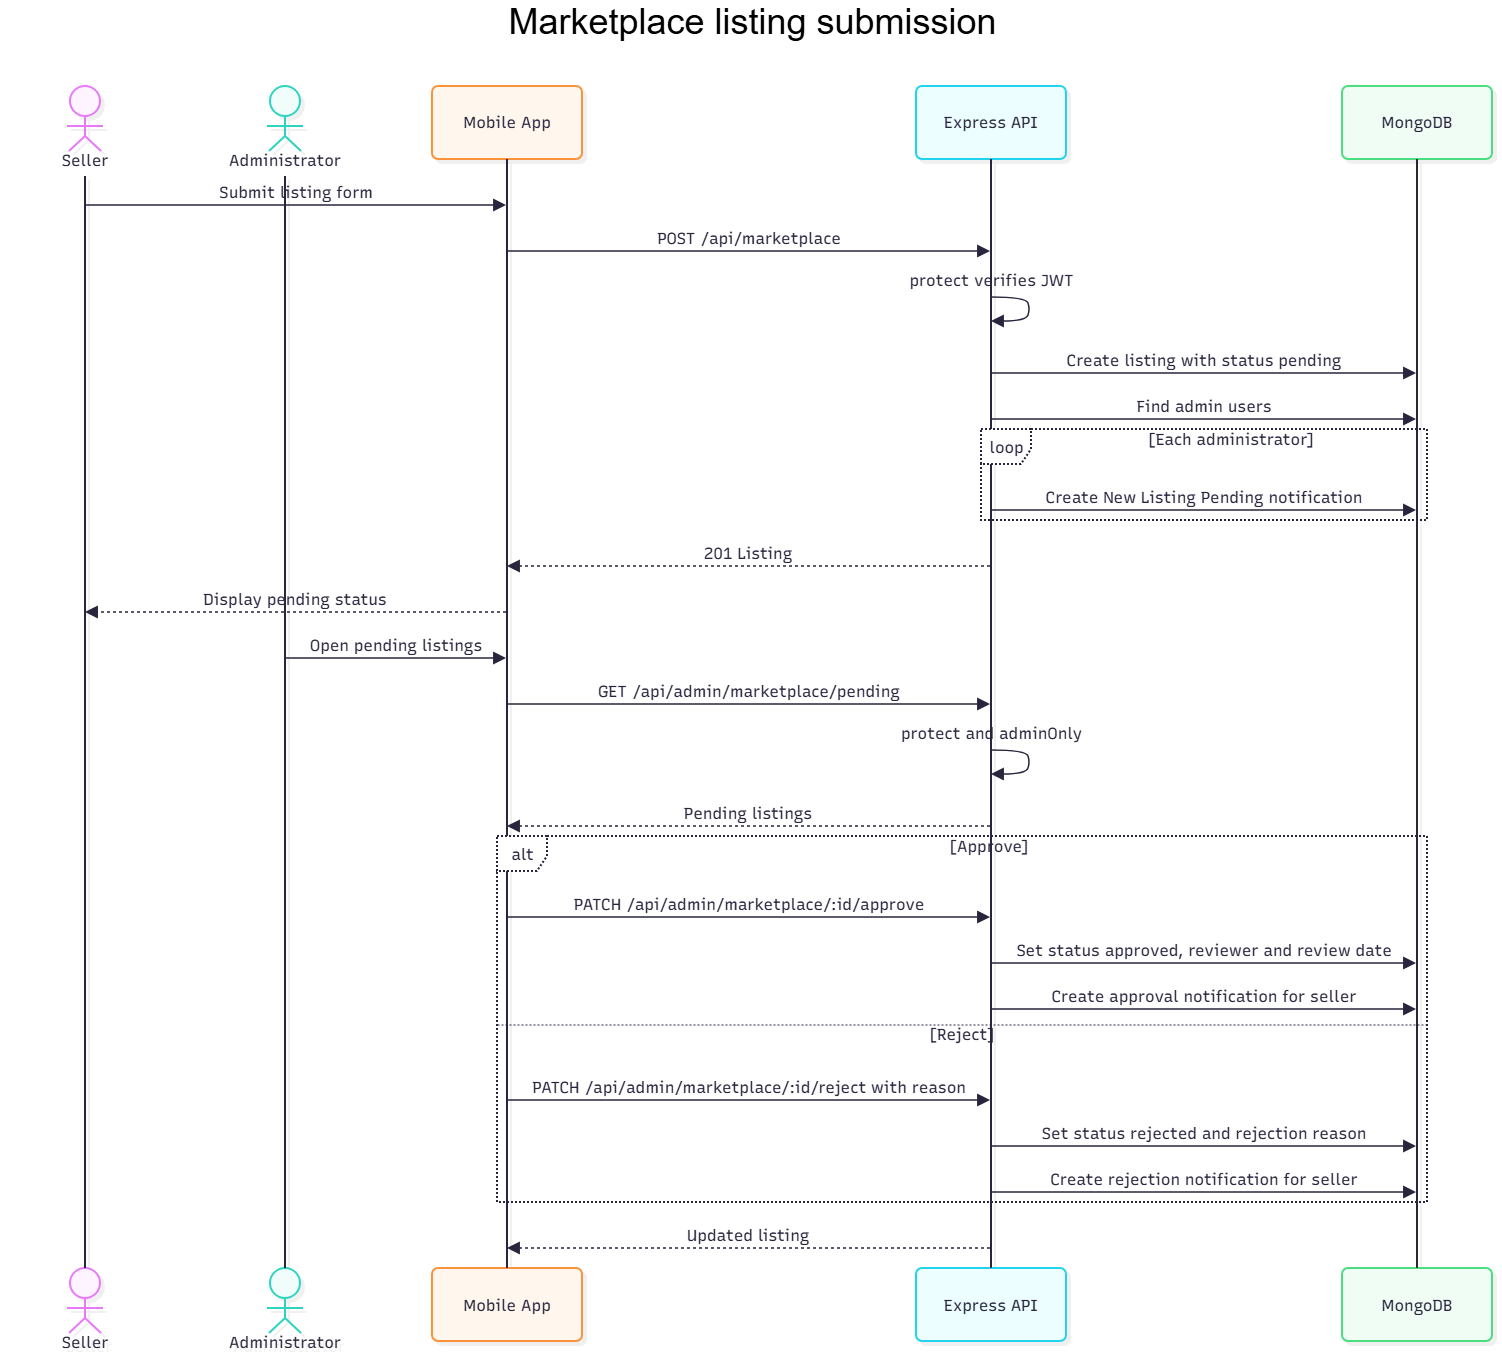 Marketplace listing submission
Seller
Administrator
Mobile App
Express API
MongoDB
Submit listing form
POST /api/marketplace
protect verifies JWT
Create listing with status pending
Find admin users
loop
[Each administrator]
Create New Listing Pending notification
201 Listing
Display pending status
Open pending listings
GET /api/admin/marketplace/pending
protect and adminOnly
Pending listings
alt
[Approve]
PATCH /api/admin/marketplace/:id/approve
Set status approved, reviewer and review date
Create approval notification for seller
[Reject]
PATCH /api/admin/marketplace/:id/reject with reason
Set status rejected and rejection reason
Create rejection notification for seller
Updated listing
Seller
Administrator
Mobile App
Express API
MongoDB